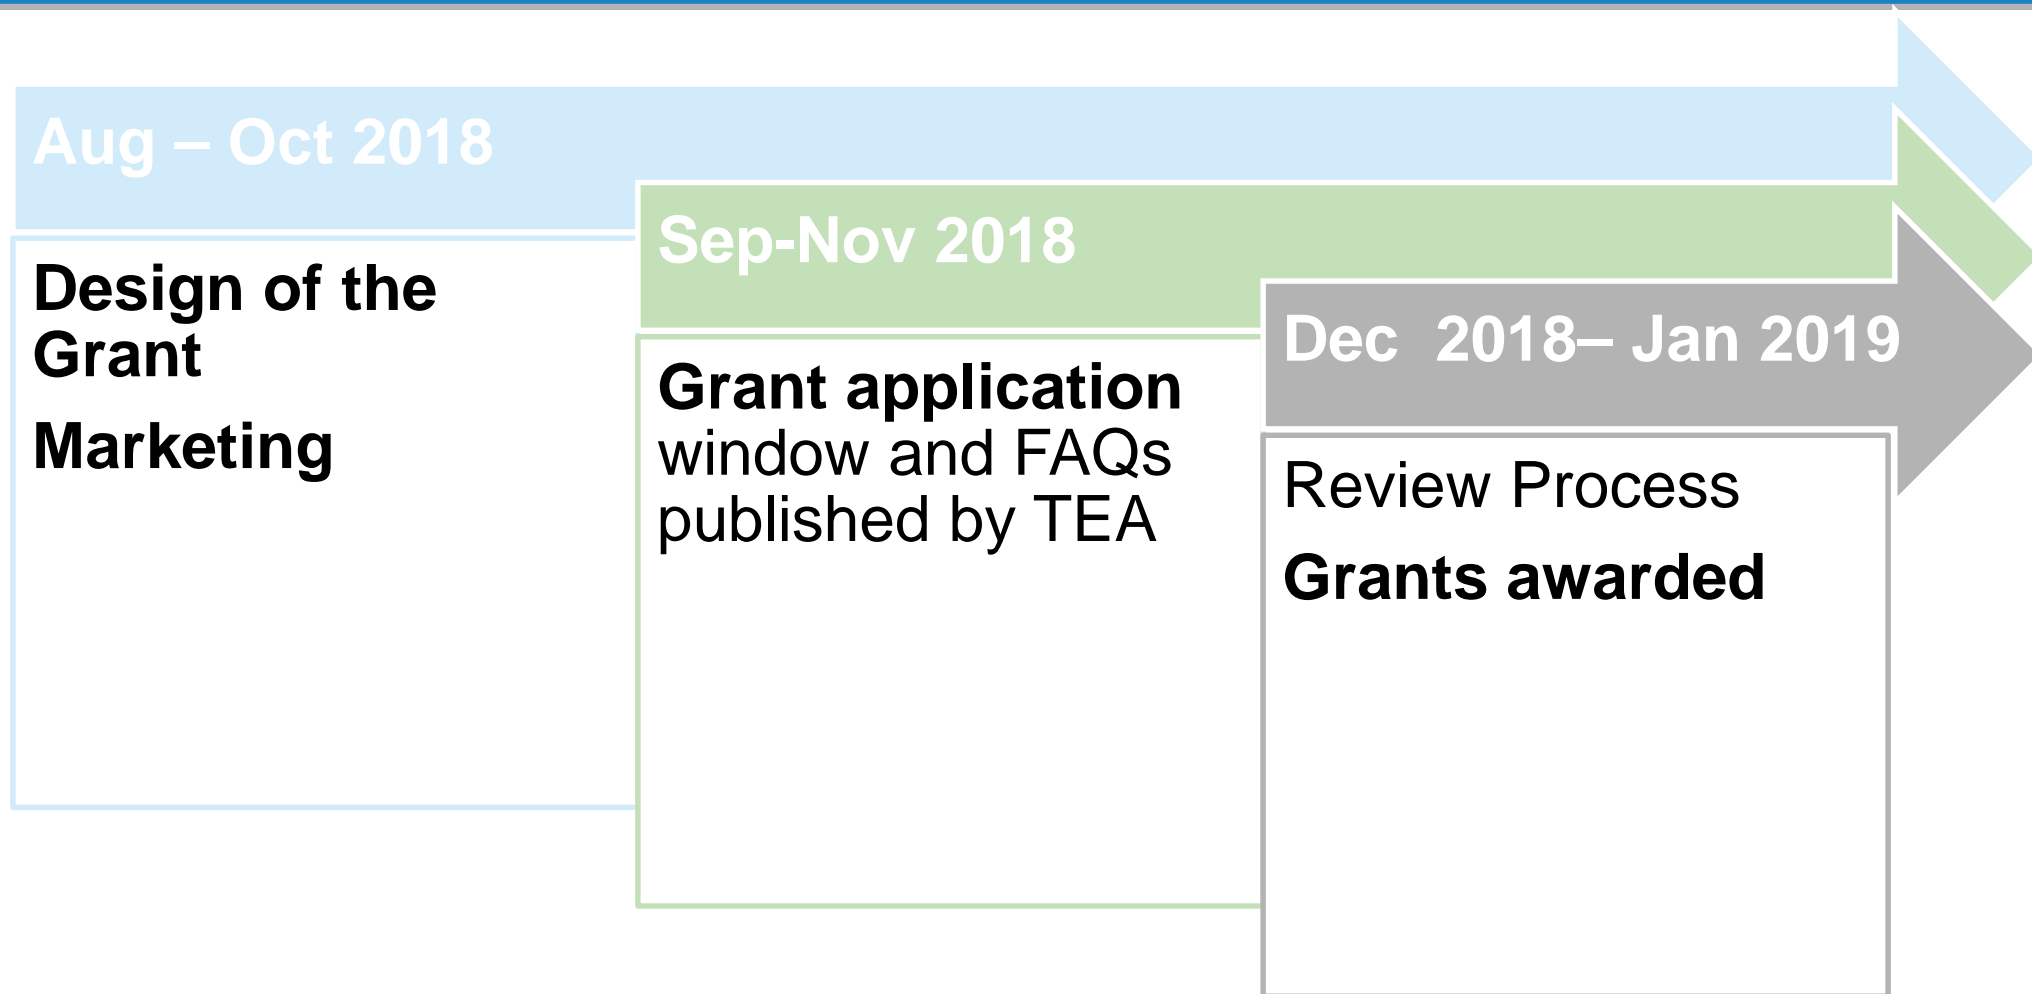 Aug – Oct 2018
Design of the
Grant
Marketing
Sep-Nov 2018
Grant application
window and FAQs
published by TEA
Dec  2018– Jan 2019
Review Process
Grants awarded